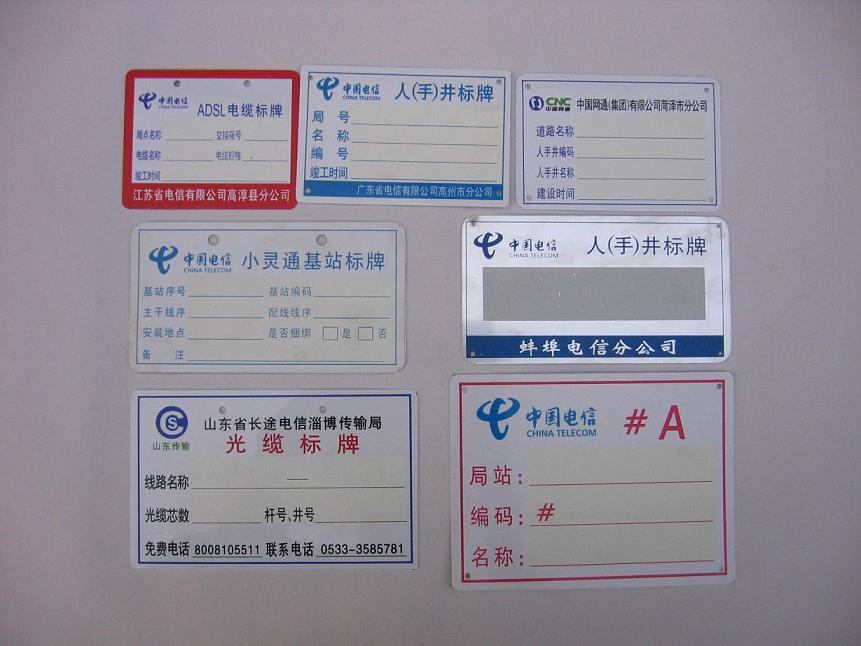 中国电信
CHINA TELECOM
ADSL电缆标牌
局点名称 交接箱号
电缆名称 电缆规格
竣工时间
江苏省电信有限公司高淳县分公司
中国电信 人(手)井标牌
CHINA TELECOM
局 号
名 称
编 号
竣工时间
广东省电信有限公司高州市分公司
CNC 中国网通(集团)有限公司菏泽市分公司
中国网通
道路名称
人手井编码
人手井名称
建设时间
中国电信 小灵通基站标牌
CHINA TELECOM
基站序号 基站编码
主干线序 配线线序
安装地点 是否捆绑 是 否
备 注
中国电信 人(手)井标牌
CHINA TELECOM
蚌埠电信分公司
山东省长途电信淄博传输局
山东传输 光缆标牌
线路名称
光缆芯数 杆号、井号
免费电话 8008105511 联系电话 0533-3585781
中国电信 #A
CHINA TELECOM
局站:
编码: #
名称: